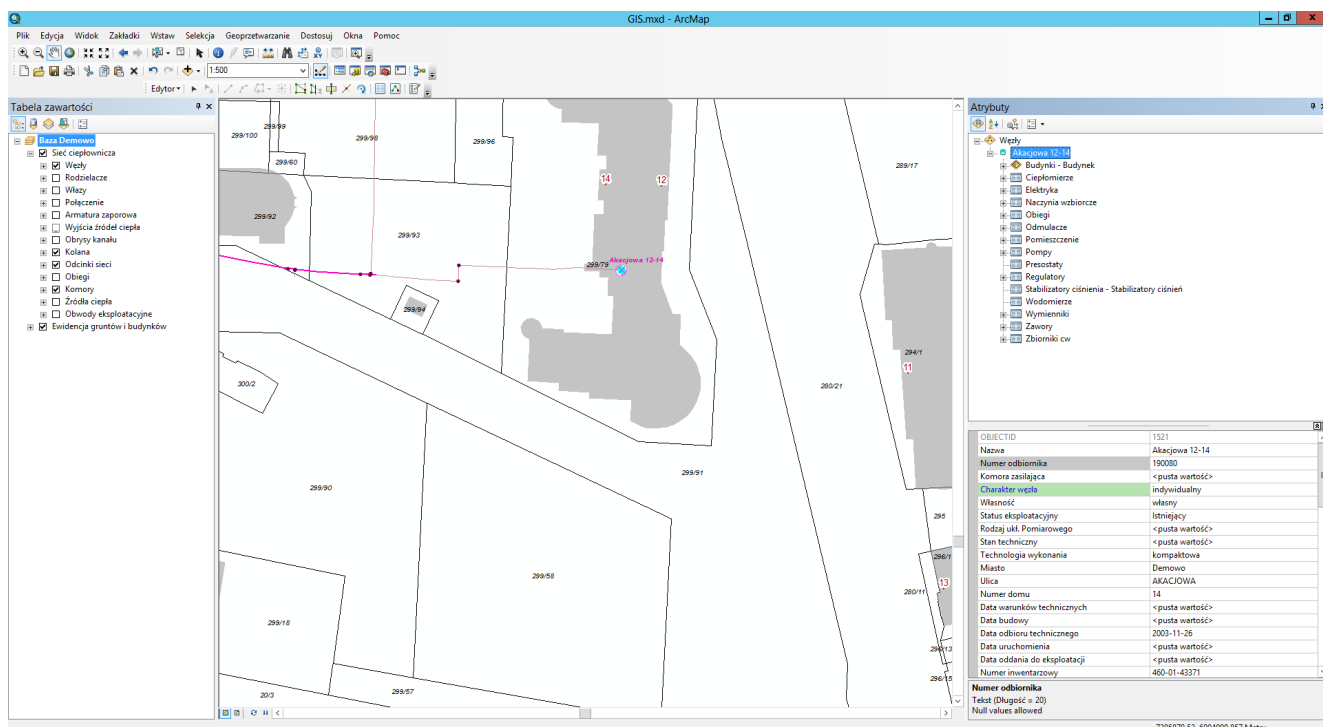 GIS.mxd - ArcMap
Plik Edycja Widok Zakładki Wstaw Selekcja Geoprzetwarzanie Dostosuj Okna Pomoc
1:500
Edytor
Tabela zawartości
Baza Demowo
Sieć ciepłownicza
Węzły
Rodzielacze
Włazy
Połączenie
Armatura zaporowa
Wyjścia źródeł ciepła
Obrysy kanału
Kolana
Odcinki sieci
Obiegi
Komory
Źródła ciepła
Obwody eksploatacyjne
Ewidencja gruntów i budynków
299/100
299/99
299/98
299/96
299/60
289/17
14
12
299/92
299/93
Akacjowa 12-14
299/79
299/94
294/1
11
300/2
280/21
299/91
299/90
295
299/58
296/1
13
280/11
299/18
296/13
296/15
299/57
20/3
Atrybuty
Węzły
Akacjowa 12-14
Budynki - Budynek
Ciepłomierze
Elektryka
Naczynia wzbiorcze
Obiegi
Odmulacze
Pomieszczenie
Pompy
Presostaty
Regulatory
Stabilizatory ciśnienia - Stabilizatory ciśnień
Wodomierze
Wymienniki
Zawory
Zbiorniki cw
OBJECTID 1521
Nazwa Akacjowa 12-14
Numer odbiornika 190080
Komora zasilająca <pusta wartość>
Charakter węzła indywidualny
Własność własny
Status eksploatacyjny Istniejący
Rodzaj ukł. Pomiarowego <pusta wartość>
Stan techniczny <pusta wartość>
Technologia wykonania kompaktowa
Miasto Demowo
Ulica AKACJOWA
Numer domu 14
Data warunków technicznych <pusta wartość>
Data budowy <pusta wartość>
Data odbioru technicznego 2003-11-26
Data uruchomienia <pusta wartość>
Data oddania do eksploatacji <pusta wartość>
Numer inwentarzowy 460-01-43371
Numer odbiornika
Tekst (Długość = 20)
Null values allowed